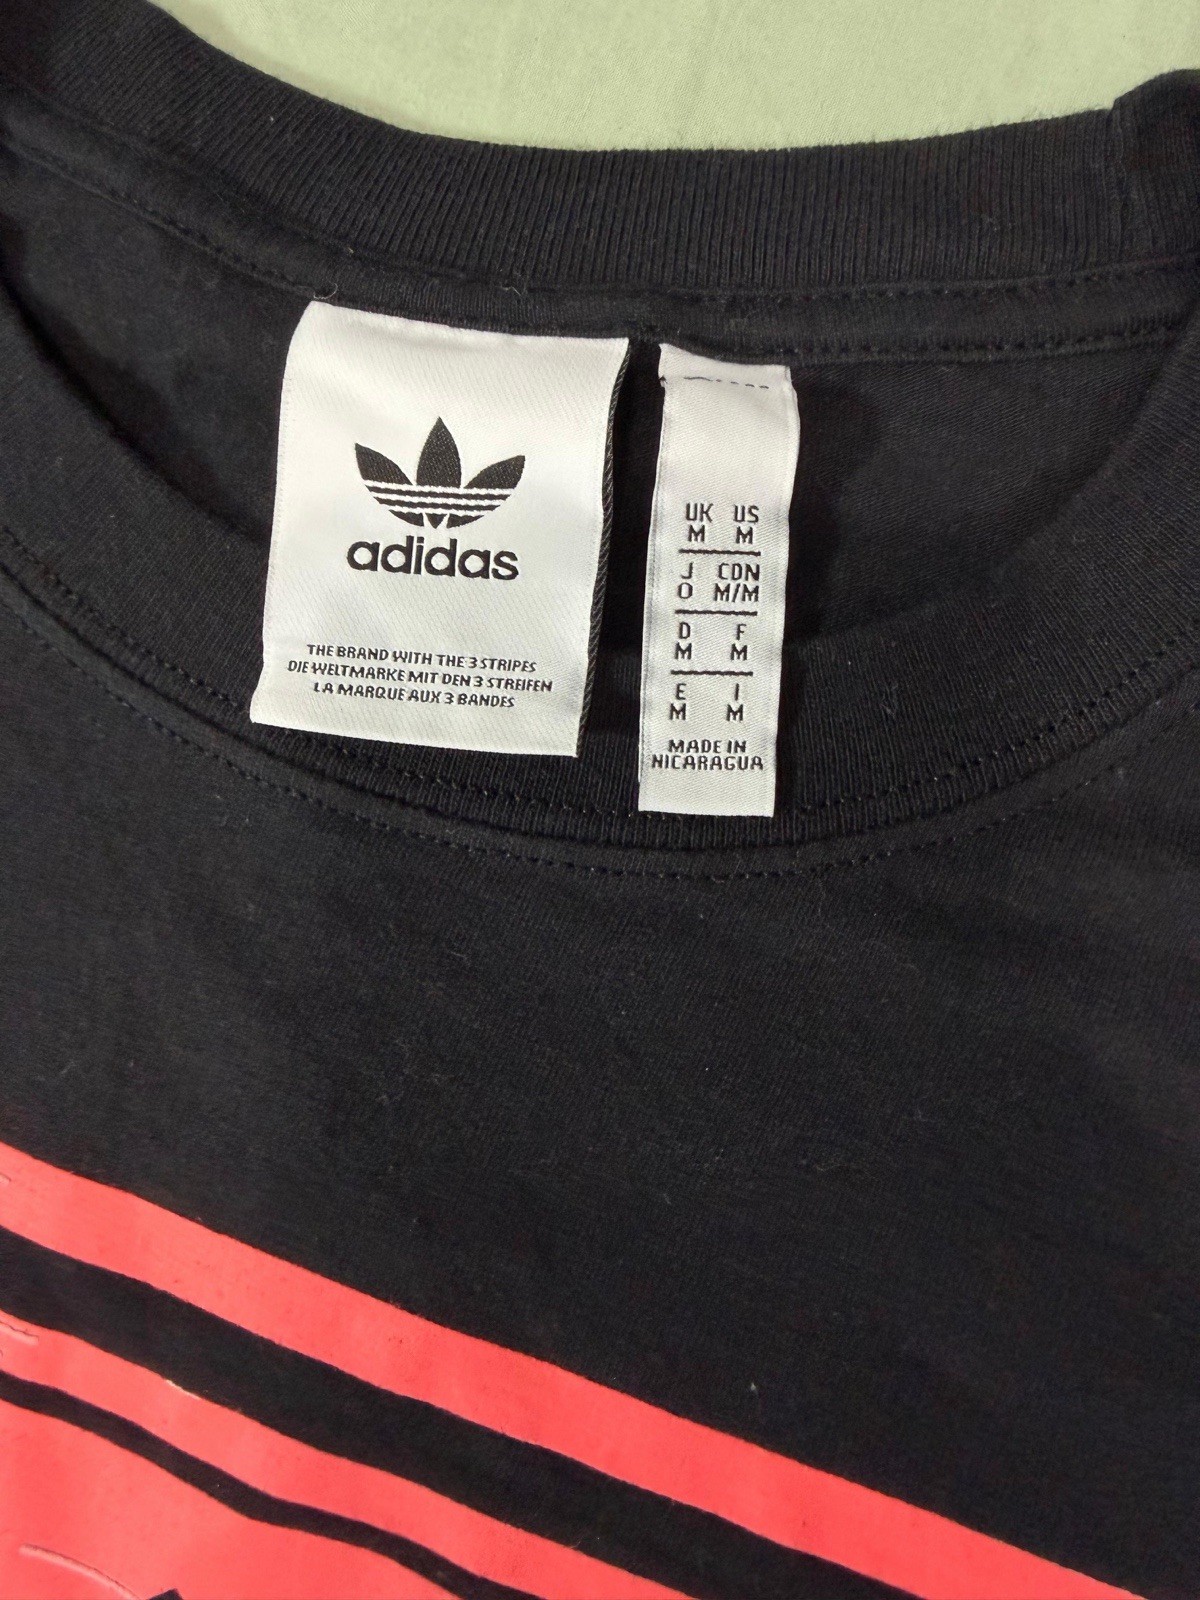 adidas
THE BRAND WITH THE 3 STRIPES
DIE WELTMARKE MIT DEN 3 STREIFEN
LA MARQUE AUX 3 BANDES
UK US
M M
J CDN
O M/M
D F
M M
E I
M M
MADE IN
NICARAGUA